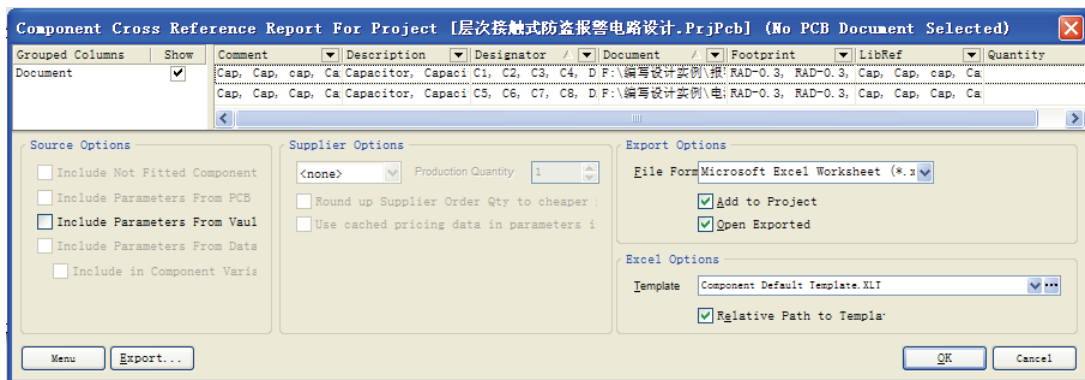 Component Cross Reference Report For Project [层次接触式防盗报警电路设计.PrjPcb] (No PCB Document Selected)
Grouped Columns Show Comment Description Designator Document Footprint LibRef Quantity
Document Cap, Cap, cap, Ca Capacitor, Capaci C1, C2, C3, C4, D F:\编写设计实例\报 RAD-0.3, RAD-0.3, Cap, Cap, cap, Ca
Cap, Cap, Cap, Ca Capacitor, Capaci C5, C6, C7, C8, D F:\编写设计实例\电 RAD-0.3, RAD-0.3, Cap, Cap, Cap, Ca
Source Options Supplier Options Export Options
Include Not Fitted Component <none> Production Quantity 1 File Form Microsoft Excel Worksheet (*.x
Include Parameters From PCB Round up Supplier Order Qty to cheaper Add to Project
Include Parameters From Vaul Use cached pricing data in parameters i Open Exported
Include Parameters From Data
Include in Component Varia
Excel Options
Template Component Default Template.XLT
Relative Path to Templa
Menu Export... OK Cancel